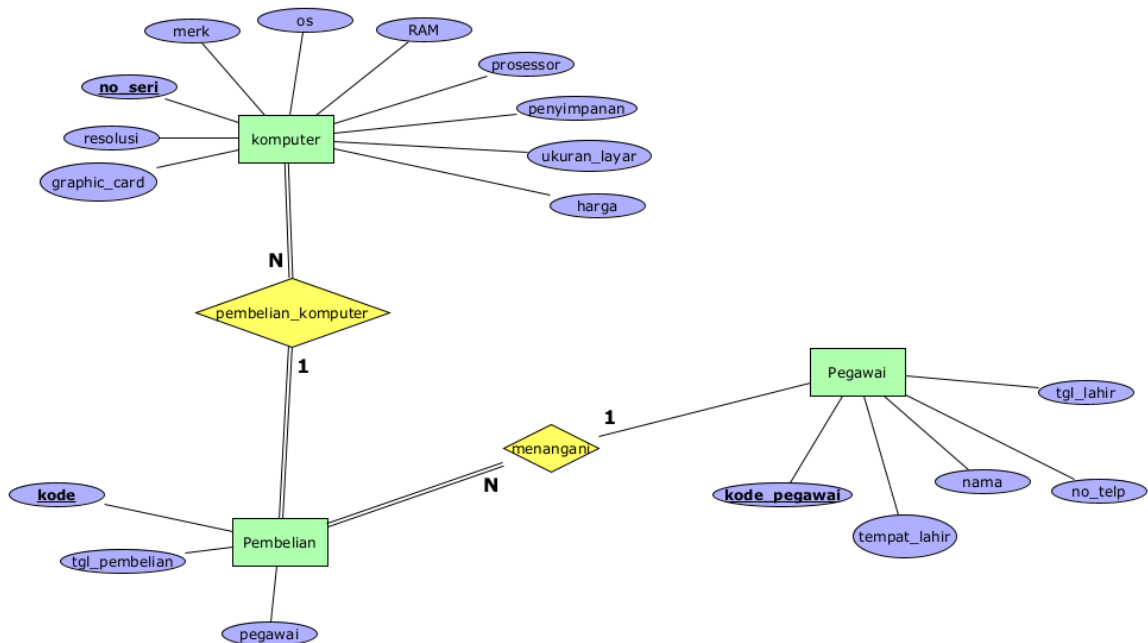 os
merk
RAM
prosessor
no_seri
penyimpanan
resolusi
komputer
ukuran_layar
graphic_card
harga
N
pembelian_komputer
1
Pegawai
tgl_lahir
1
menangani
N
kode
kode_pegawai
nama
no_telp
tempat_lahir
Pembelian
tgl_pembelian
pegawai